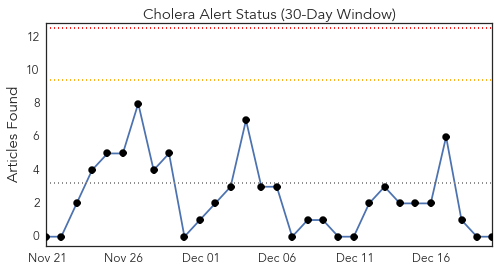 Cholera Alert Status (30-Day Window)
Articles Found
12
10
8
6
4
2
0
Nov 21 Nov 26 Dec 01 Dec 06 Dec 11 Dec 16